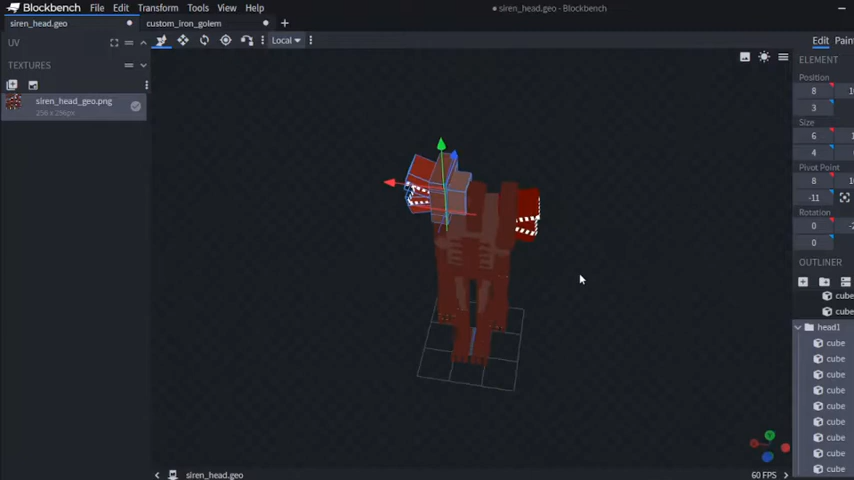 Blockbench File Edit Transform Tools View Help siren_head.geo - Blockbench
siren_head.geo custom_iron_golem
UV Local Edit
TEXTURES
siren_head_geo.png
256 x 256px
ELEMENT
Position
8
3
Size
6
4
Pivot Point
8
-11
Rotation
0
0
OUTLINER
cube
cube
head1
cube
cube
cube
cube
cube
cube
cube
cube
cube
siren_head.geo 60 FPS